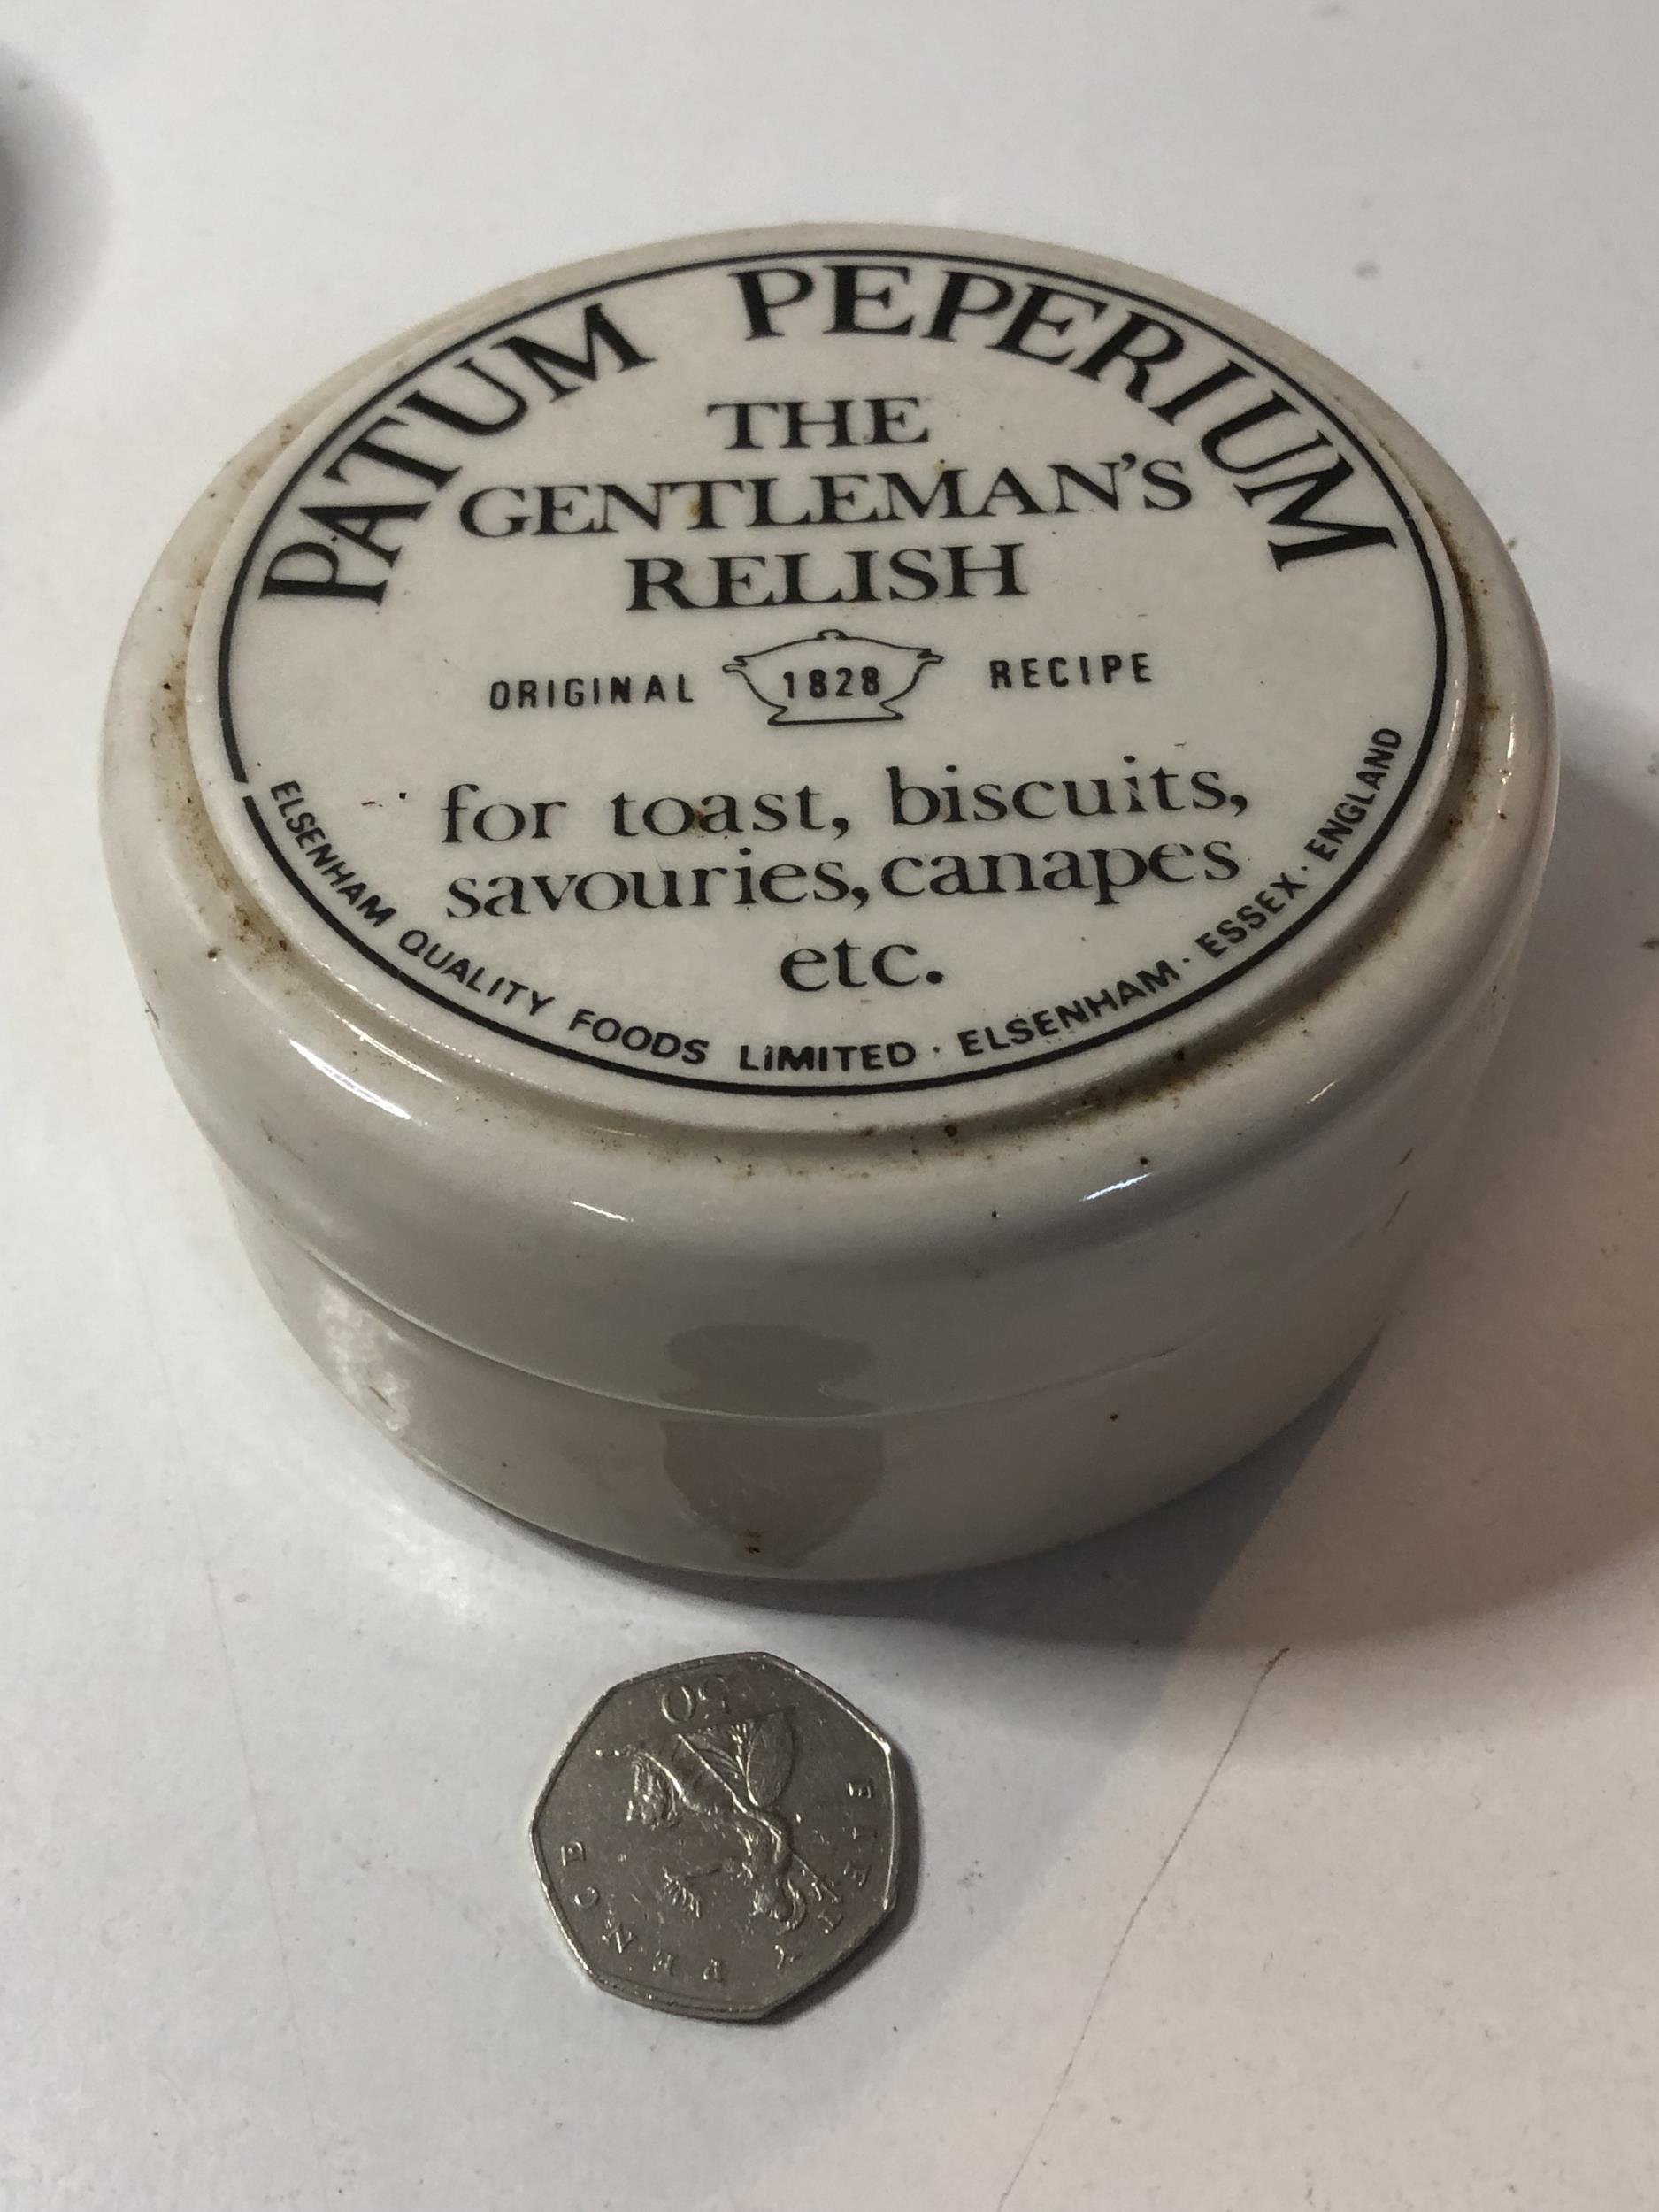 PATUM PEPERIUM
THE
GENTLEMAN'S
RELISH
ORIGINAL 1828 RECIPE
for toast, biscuits,
savouries, canapes
etc.
ELSENHAM QUALITY FOODS LIMITED · ELSENHAM · ESSEX · ENGLAND
50
FIFTY PENCE